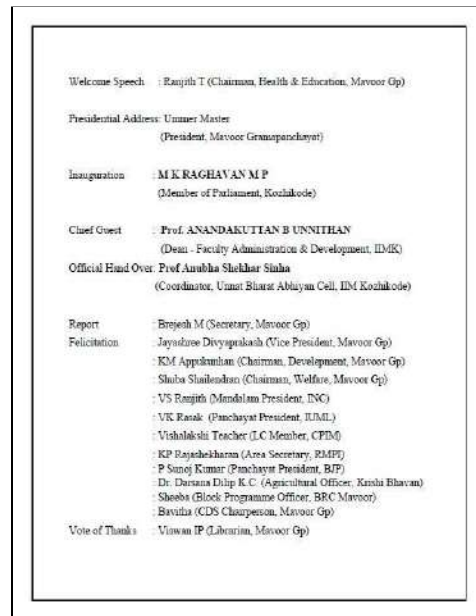 Welcome Speech : Ranjith T (Chairman, Health & Education, Mavoor Gp)
Presidential Address: Ummer Master
(President, Mavoor Gramapanchayat)
Inauguration : M K RAGHAVAN M P
(Member of Parliament, Kozhikode)
Chief Guest : Prof. ANANDAKUTTAN B UNNITHAN
(Dean - Faculty Administration & Development, IIMK)
Official Hand Over: Prof Anubha Shekhar Sinha
(Coordinator, Unnat Bharat Abhiyan Cell, IIM Kozhikode)
Report : Brejesh M (Secretary, Mavoor Gp)
Felicitation : Jayashree Divyaprakash (Vice President, Mavoor Gp)
: KM Appukunhan (Chairman, Development, Mavoor Gp)
: Shuba Shailendran (Chairman, Welfare, Mavoor Gp)
: VS Ranjith (Mandalam President, INC)
: VK Rasak (Panchayat President, IUML)
: Vishalakshi Teacher (LC Member, CPIM)
: KP Rajashekharan (Area Secretary, RMPI)
: P Sunoj Kumar (Panchayat President, BJP)
: Dr. Darsana Dilip K.C. (Agricultural Officer, Krishi Bhavan)
: Sheeba (Block Programme Officer, BRC Mavoor)
: Bavitha (CDS Chairperson, Mavoor Gp)
Vote of Thanks : Viswan IP (Librarian, Mavoor Gp)